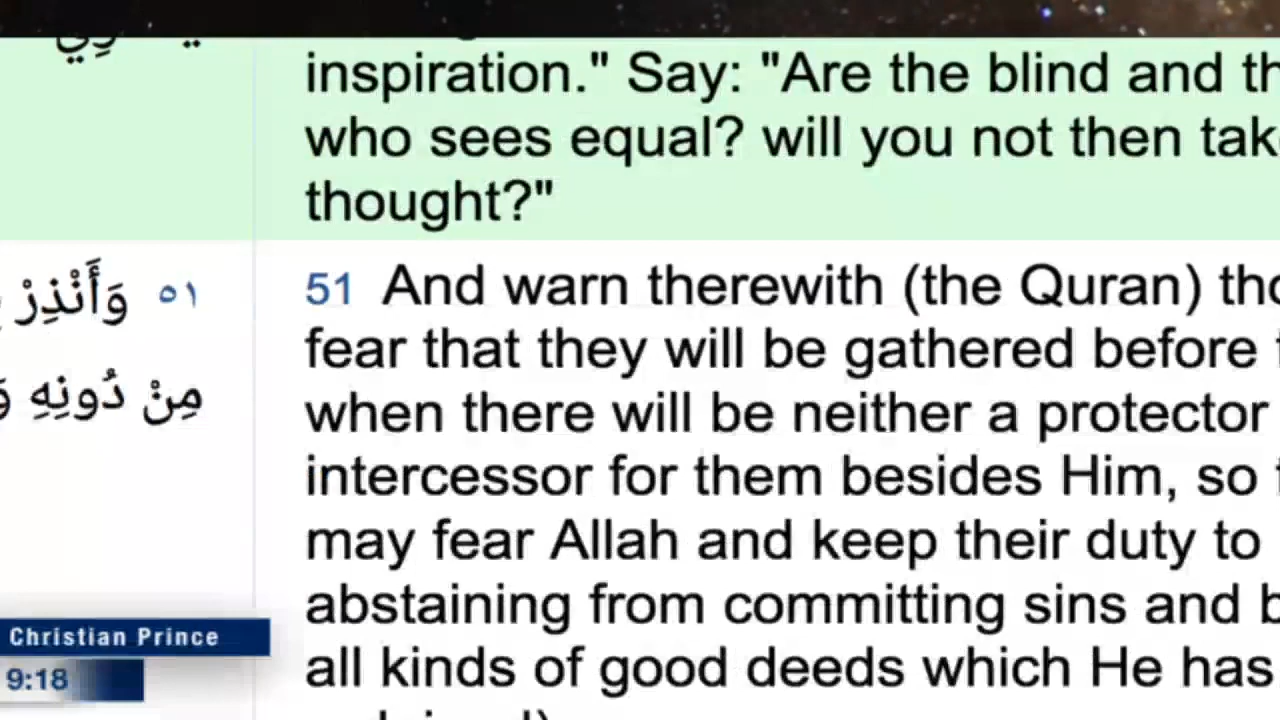 inspiration." Say: "Are the blind and
who sees equal? will you not then
thought?"
٥١ وَأَنْذِرْ
مِنْ دُونِهِ
51 And warn therewith (the Quran)
fear that they will be gathered before
when there will be neither a protector
intercessor for them besides Him, so
may fear Allah and keep their duty to
abstaining from committing sins and
all kinds of good deeds which He has
Christian Prince
9:18